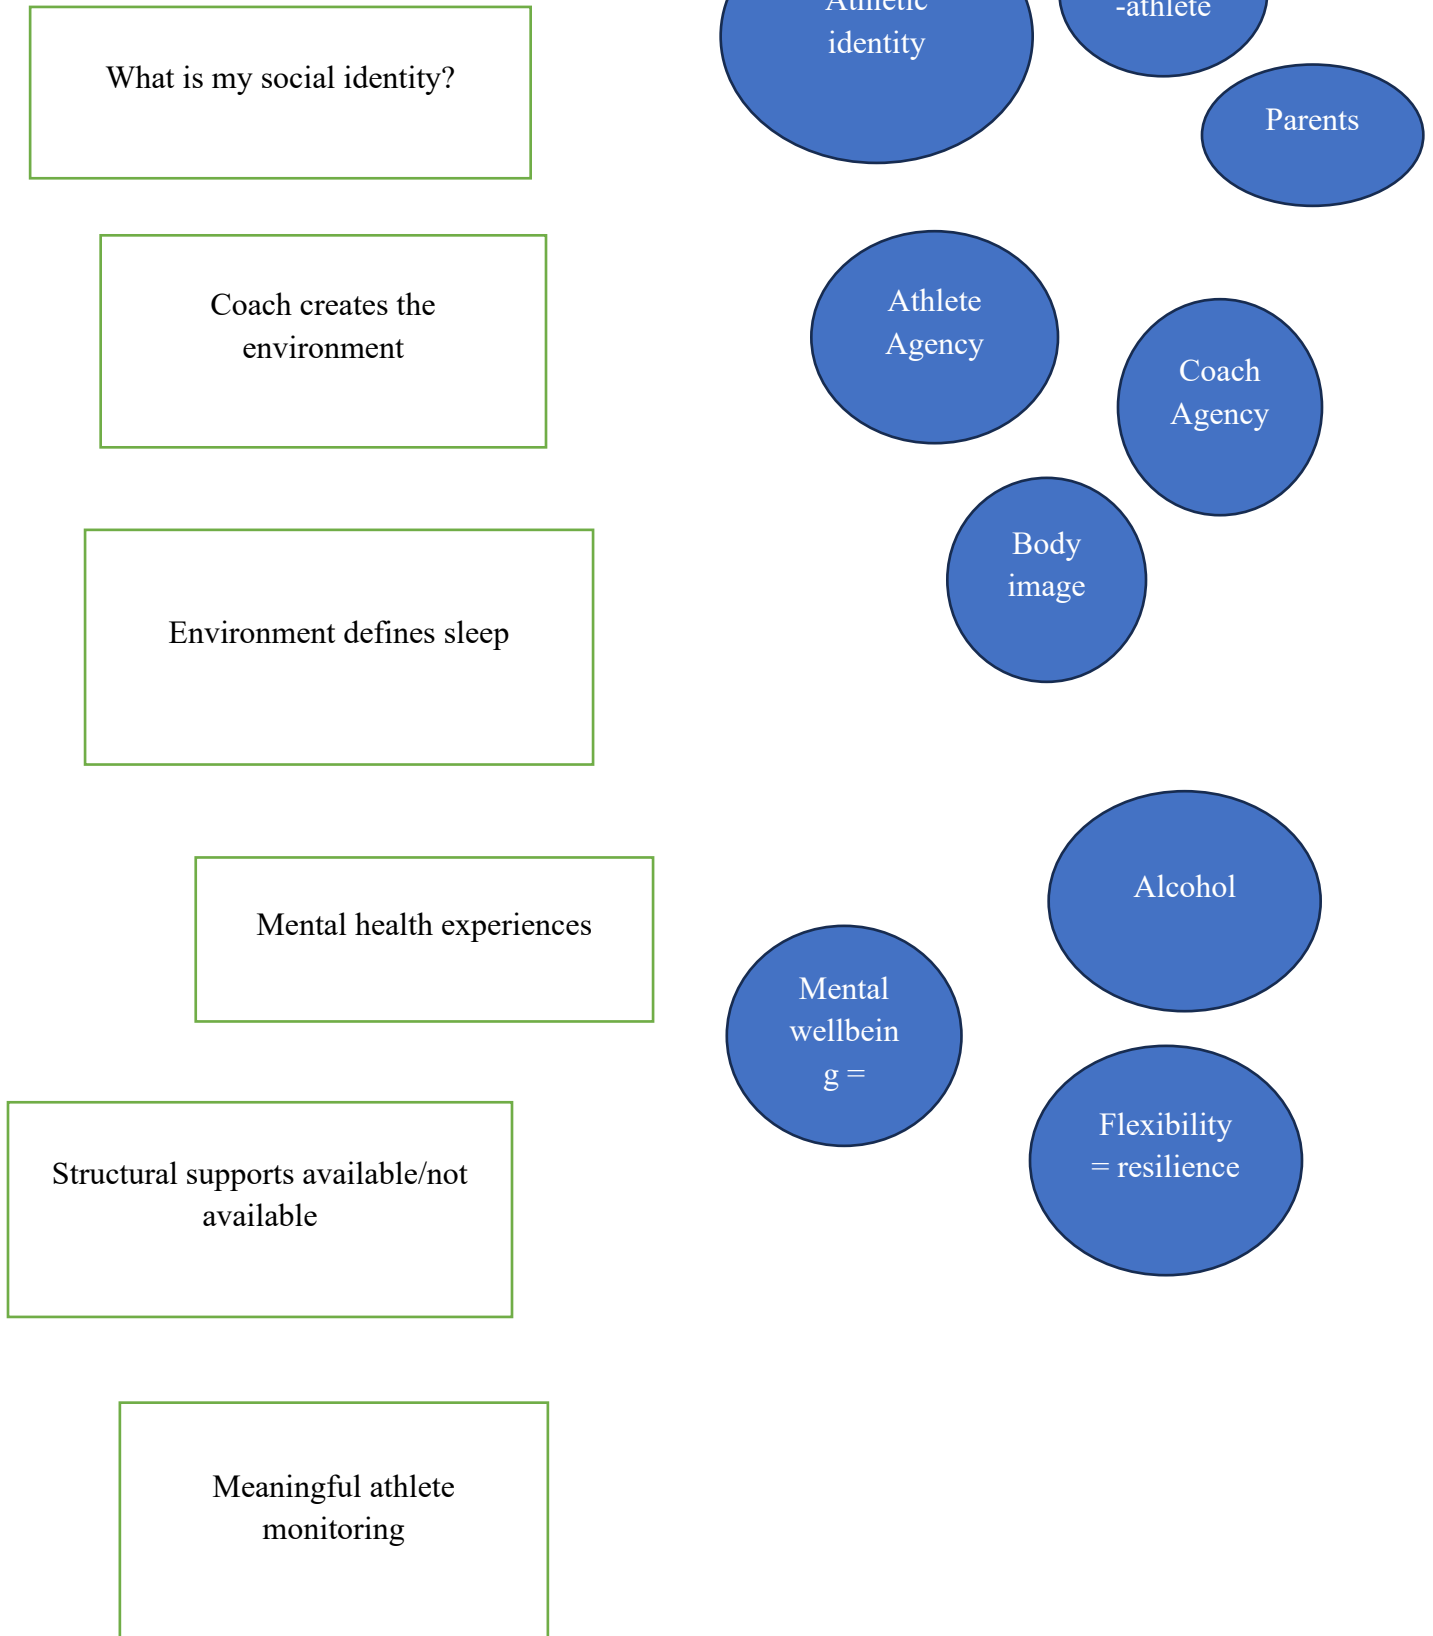 Athletic
identity
-athlete
What is my social identity?
Parents
Coach creates the
environment
Athlete
Agency
Coach
Agency
Body
image
Environment defines sleep
Alcohol
Mental health experiences
Mental
wellbein
g =
Flexibility
= resilience
Structural supports available/not
available
Meaningful athlete
monitoring